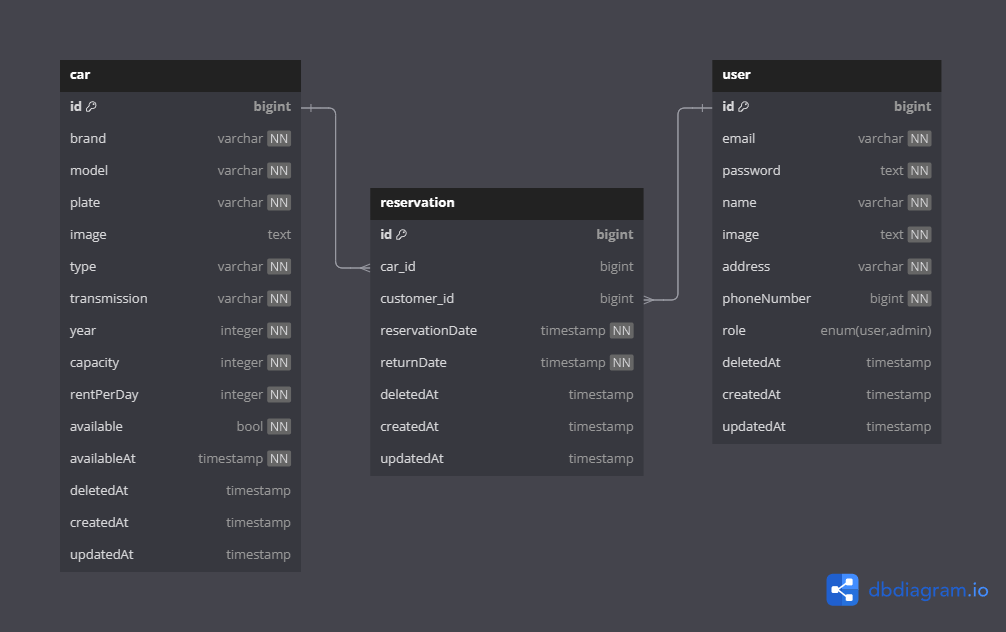 car
id bigint
brand varchar NN
model varchar NN
plate varchar NN
image text
type varchar NN
transmission varchar NN
year integer NN
capacity integer NN
rentPerDay integer NN
available bool NN
availableAt timestamp NN
deletedAt timestamp
createdAt timestamp
updatedAt timestamp
reservation
id bigint
car_id bigint
customer_id bigint
reservationDate timestamp NN
returnDate timestamp NN
deletedAt timestamp
createdAt timestamp
updatedAt timestamp
user
id bigint
email varchar NN
password text NN
name varchar NN
image text NN
address varchar NN
phoneNumber bigint NN
role enum(user,admin)
deletedAt timestamp
createdAt timestamp
updatedAt timestamp
dbdiagram.io